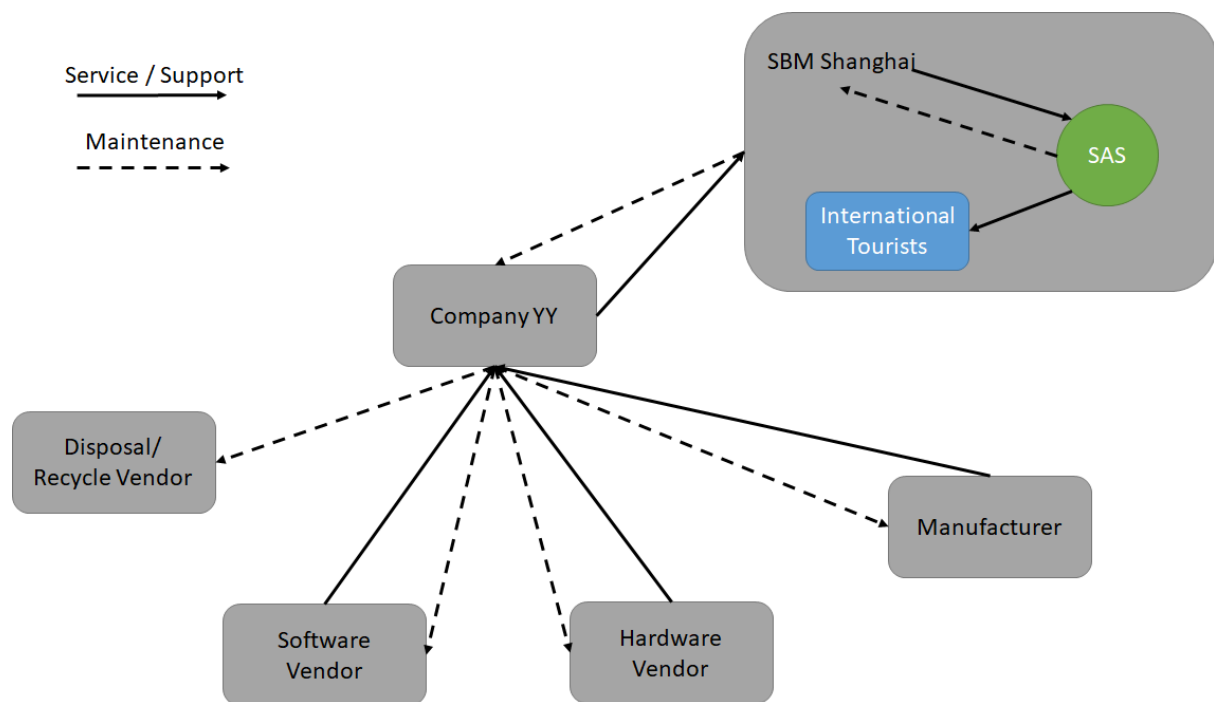 Service / Support
Maintenance
SBM Shanghai
SAS
International
Tourists
Company YY
Disposal/
Recycle Vendor
Manufacturer
Software
Vendor
Hardware
Vendor